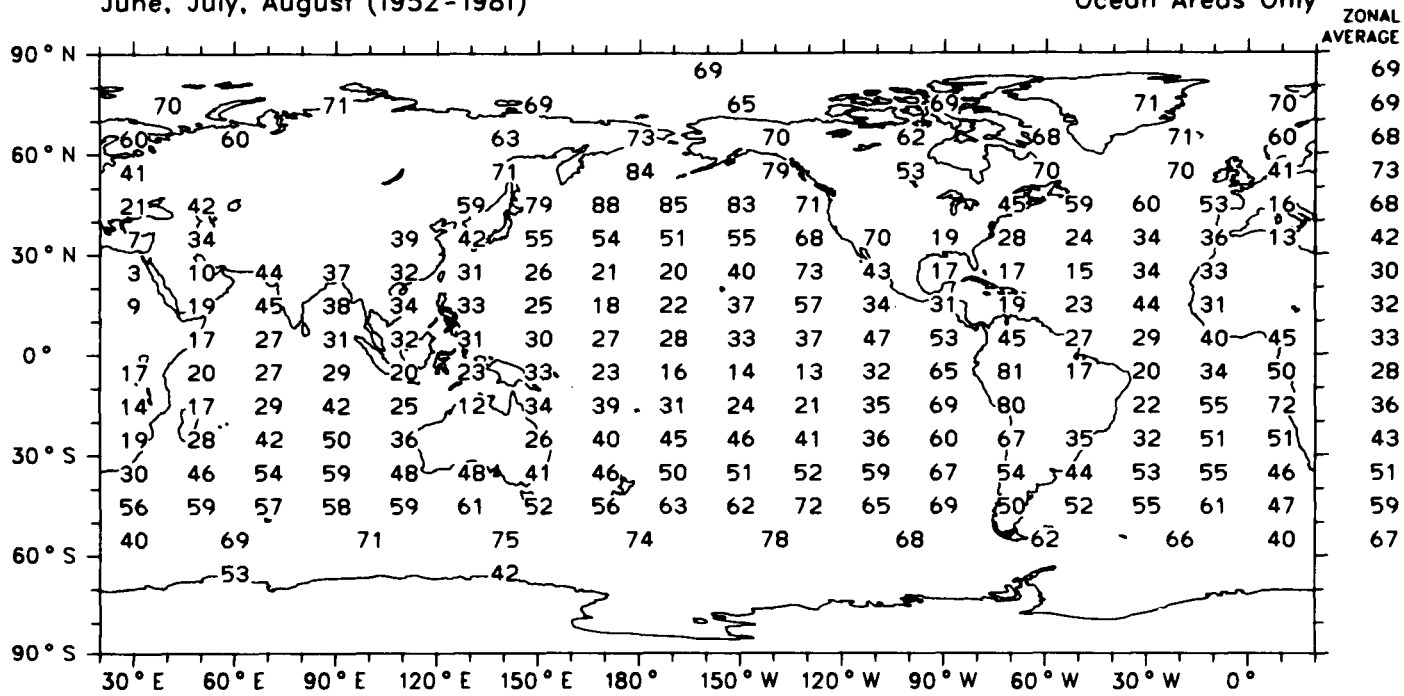 June, July, August (1952-1981) Ocean Areas Only
ZONAL
AVERAGE
90° N
69 69
70 71 69 65 69 71 70 69
60 60 63 73 70 62 68 71 60 68
60° N
41 71 84 79 53 70 70 41 73
21 42 59 79 88 85 83 71 45 59 60 53 16 68
7 34 39 42 55 54 51 55 68 70 19 28 24 34 36 13 42
30° N
3 10 44 37 32 31 26 21 20 40 73 43 17 17 15 34 33 30
9 19 45 38 34 33 25 18 22 37 57 34 31 19 23 44 31 32
17 27 31 32 31 30 27 28 33 37 47 53 45 27 29 40 45 33
0°
17 20 27 29 20 23 33 23 16 14 13 32 65 81 17 20 34 50 28
14 17 29 42 25 12 34 39 31 24 21 35 69 80 22 55 72 36
19 28 42 50 36 26 40 45 46 41 36 60 67 35 32 51 51 43
30° S
30 46 54 59 48 48 41 46 50 51 52 59 67 54 44 53 55 46 51
56 59 57 58 59 61 52 56 63 62 72 65 69 50 52 55 61 47 59
40 69 71 75 74 78 68 62 66 40 67
60° S
53 42
90° S
30° E 60° E 90° E 120° E 150° E 180° 150° W 120° W 90° W 60° W 30° W 0°